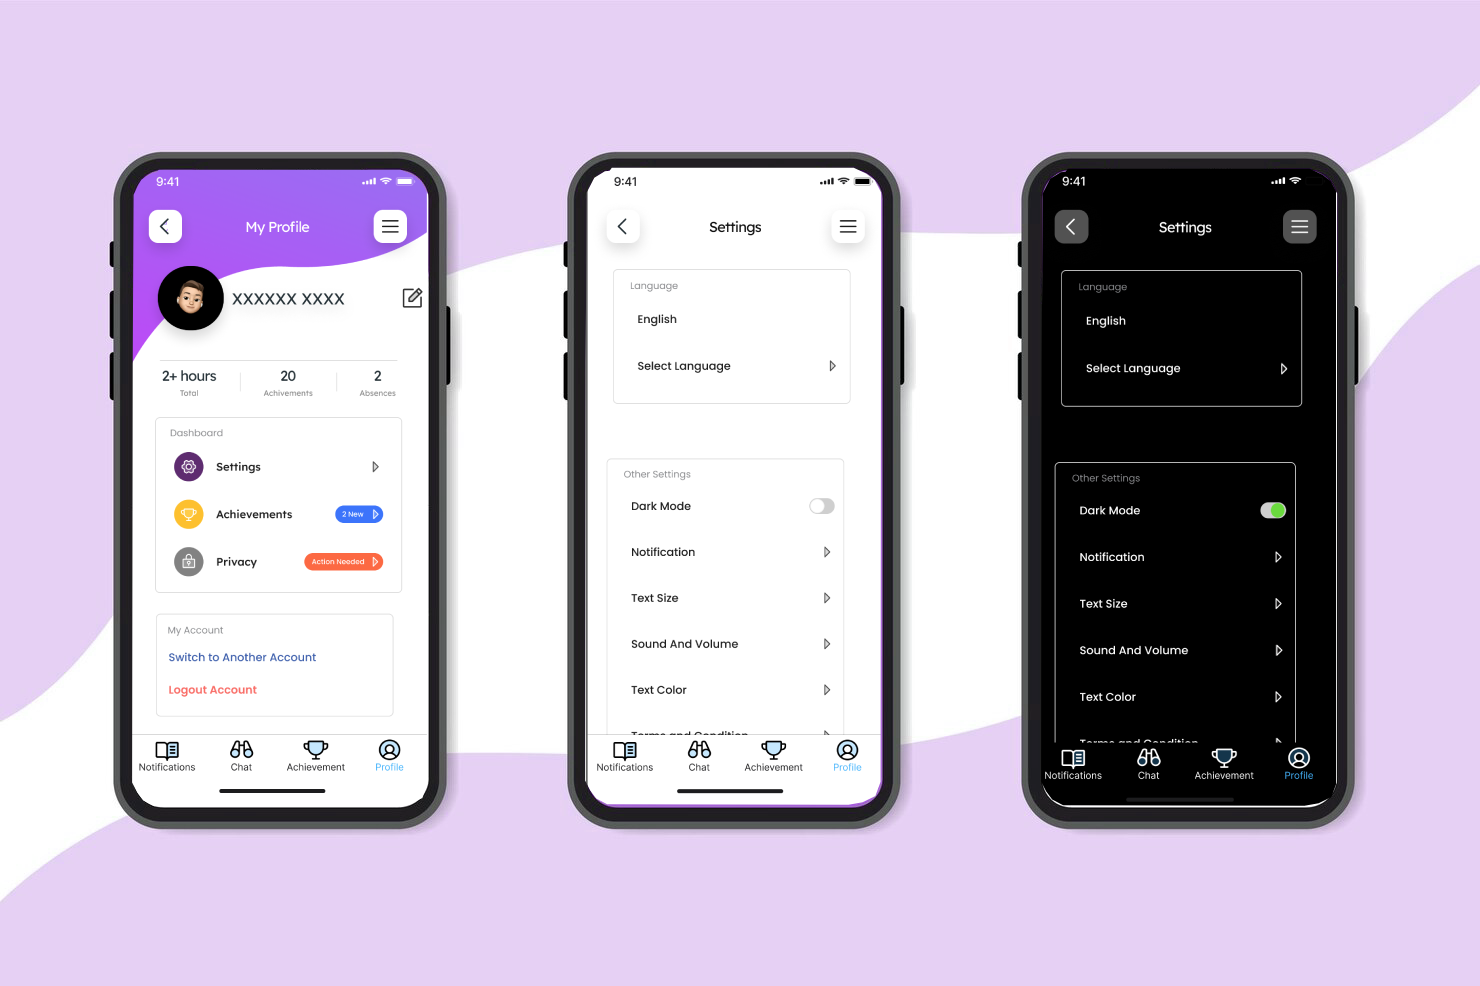 9:41
My Profile
XXXXXX XXXX
2+ hours
Total
20
Achivements
2
Absences
Dashboard
Settings
Achievements
2 New
Privacy
Action Needed
My Account
Switch to Another Account
Logout Account
Notifications
Chat
Achievement
Profile
9:41
Settings
Language
English
Select Language
Other Settings
Dark Mode
Notification
Text Size
Sound And Volume
Text Color
Terms and Condition
Notifications
Chat
Achievement
Profile
9:41
Settings
Language
English
Select Language
Other Settings
Dark Mode
Notification
Text Size
Sound And Volume
Text Color
Terms and Condition
Notifications
Chat
Achievement
Profile